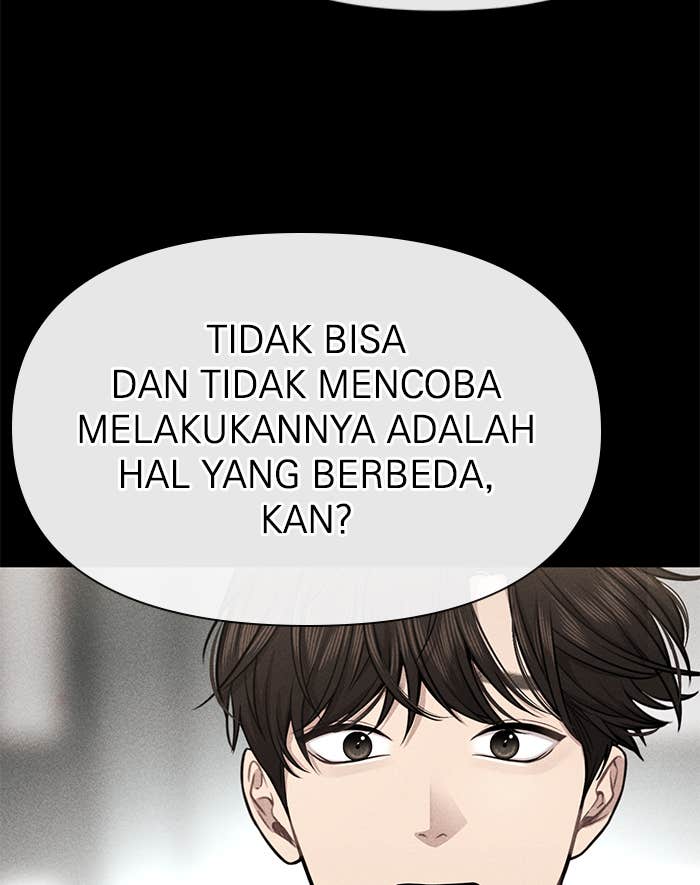 TIDAK BISA
DAN TIDAK MENCOBA
MELAKUKANNYA ADALAH
HAL YANG BERBEDA,
KAN?